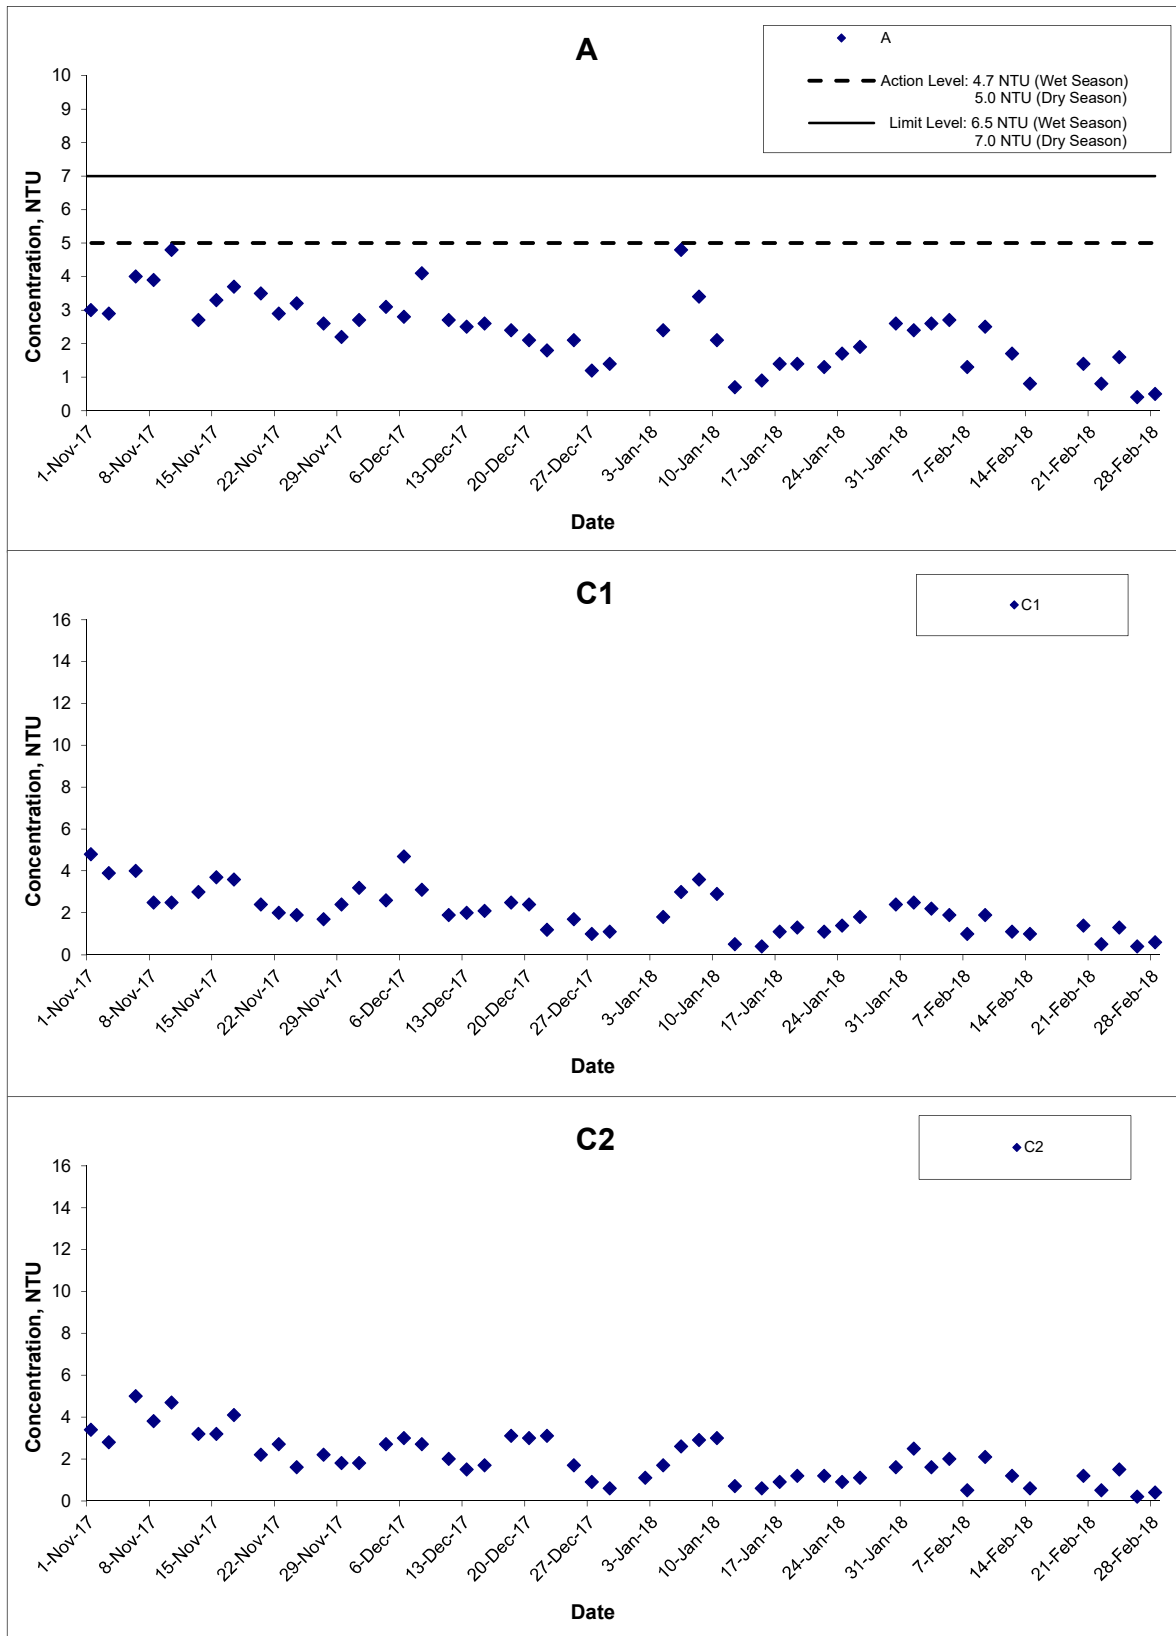 A
A
Action Level: 4.7 NTU (Wet Season)
5.0 NTU (Dry Season)
Limit Level: 6.5 NTU (Wet Season)
7.0 NTU (Dry Season)
Concentration, NTU
10
9
8
7
6
5
4
3
2
1
0
1-Nov-17
8-Nov-17
15-Nov-17
22-Nov-17
29-Nov-17
6-Dec-17
13-Dec-17
20-Dec-17
27-Dec-17
3-Jan-18
10-Jan-18
17-Jan-18
24-Jan-18
31-Jan-18
7-Feb-18
14-Feb-18
21-Feb-18
28-Feb-18
Date
C1
C1
Concentration, NTU
16
14
12
10
8
6
4
2
0
1-Nov-17
8-Nov-17
15-Nov-17
22-Nov-17
29-Nov-17
6-Dec-17
13-Dec-17
20-Dec-17
27-Dec-17
3-Jan-18
10-Jan-18
17-Jan-18
24-Jan-18
31-Jan-18
7-Feb-18
14-Feb-18
21-Feb-18
28-Feb-18
Date
C2
C2
Concentration, NTU
16
14
12
10
8
6
4
2
0
1-Nov-17
8-Nov-17
15-Nov-17
22-Nov-17
29-Nov-17
6-Dec-17
13-Dec-17
20-Dec-17
27-Dec-17
3-Jan-18
10-Jan-18
17-Jan-18
24-Jan-18
31-Jan-18
7-Feb-18
14-Feb-18
21-Feb-18
28-Feb-18
Date